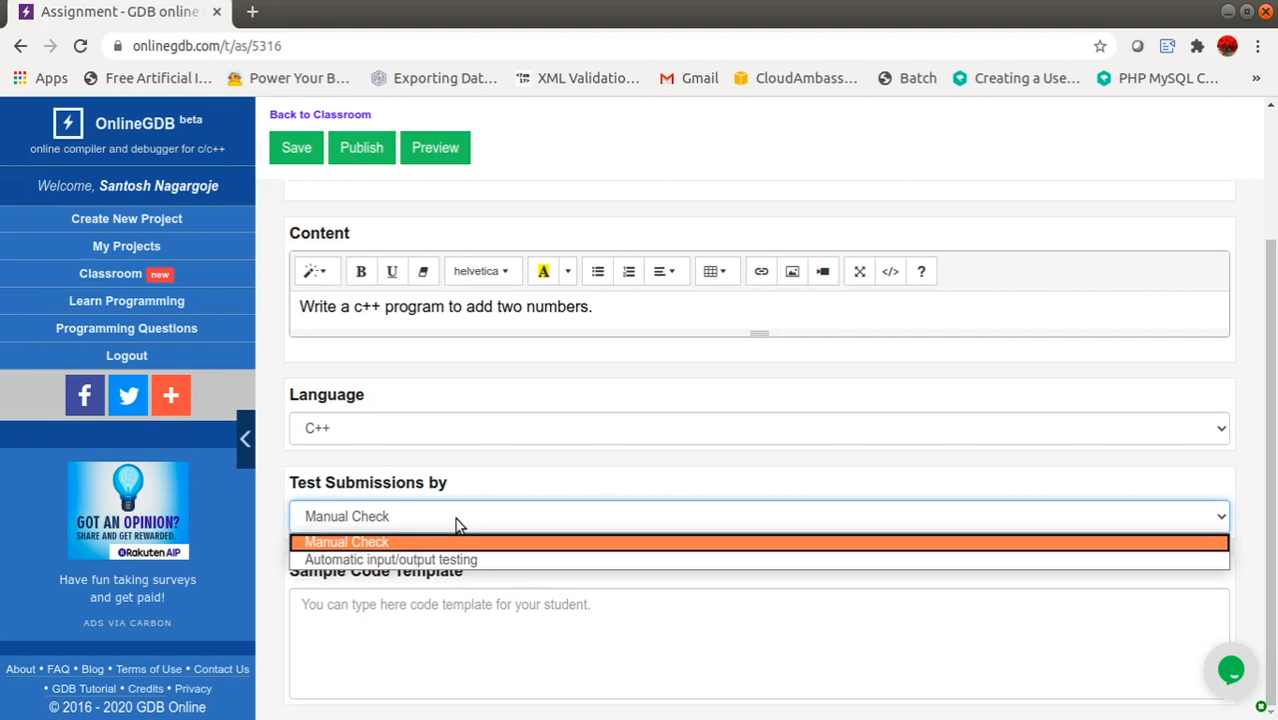 Assignment - GDB online
onlinegdb.com/t/as/5316
Apps
Free Artificial I...
Power Your B...
Exporting Dat...
XML Validatio...
Gmail
CloudAmbass...
Batch
Creating a Use...
PHP MySQL C...
»
OnlineGDB beta
online compiler and debugger for c/c++
Welcome, Santosh Nagargoje
Create New Project
My Projects
Classroom new
Learn Programming
Programming Questions
Logout
GOT AN OPINION?
SHARE AND GET REWARDED.
Rakuten AIP
Have fun taking surveys
and get paid!
ADS VIA CARBON
About • FAQ • Blog • Terms of Use • Contact Us
• GDB Tutorial • Credits • Privacy
© 2016 - 2020 GDB Online
Back to Classroom
Save Publish Preview
Content
B U helvetica A </> ?
Write a c++ program to add two numbers.
Language
C++
Test Submissions by
Manual Check
Manual Check
Automatic input/output testing
Sample Code Template
You can type here code template for your student.